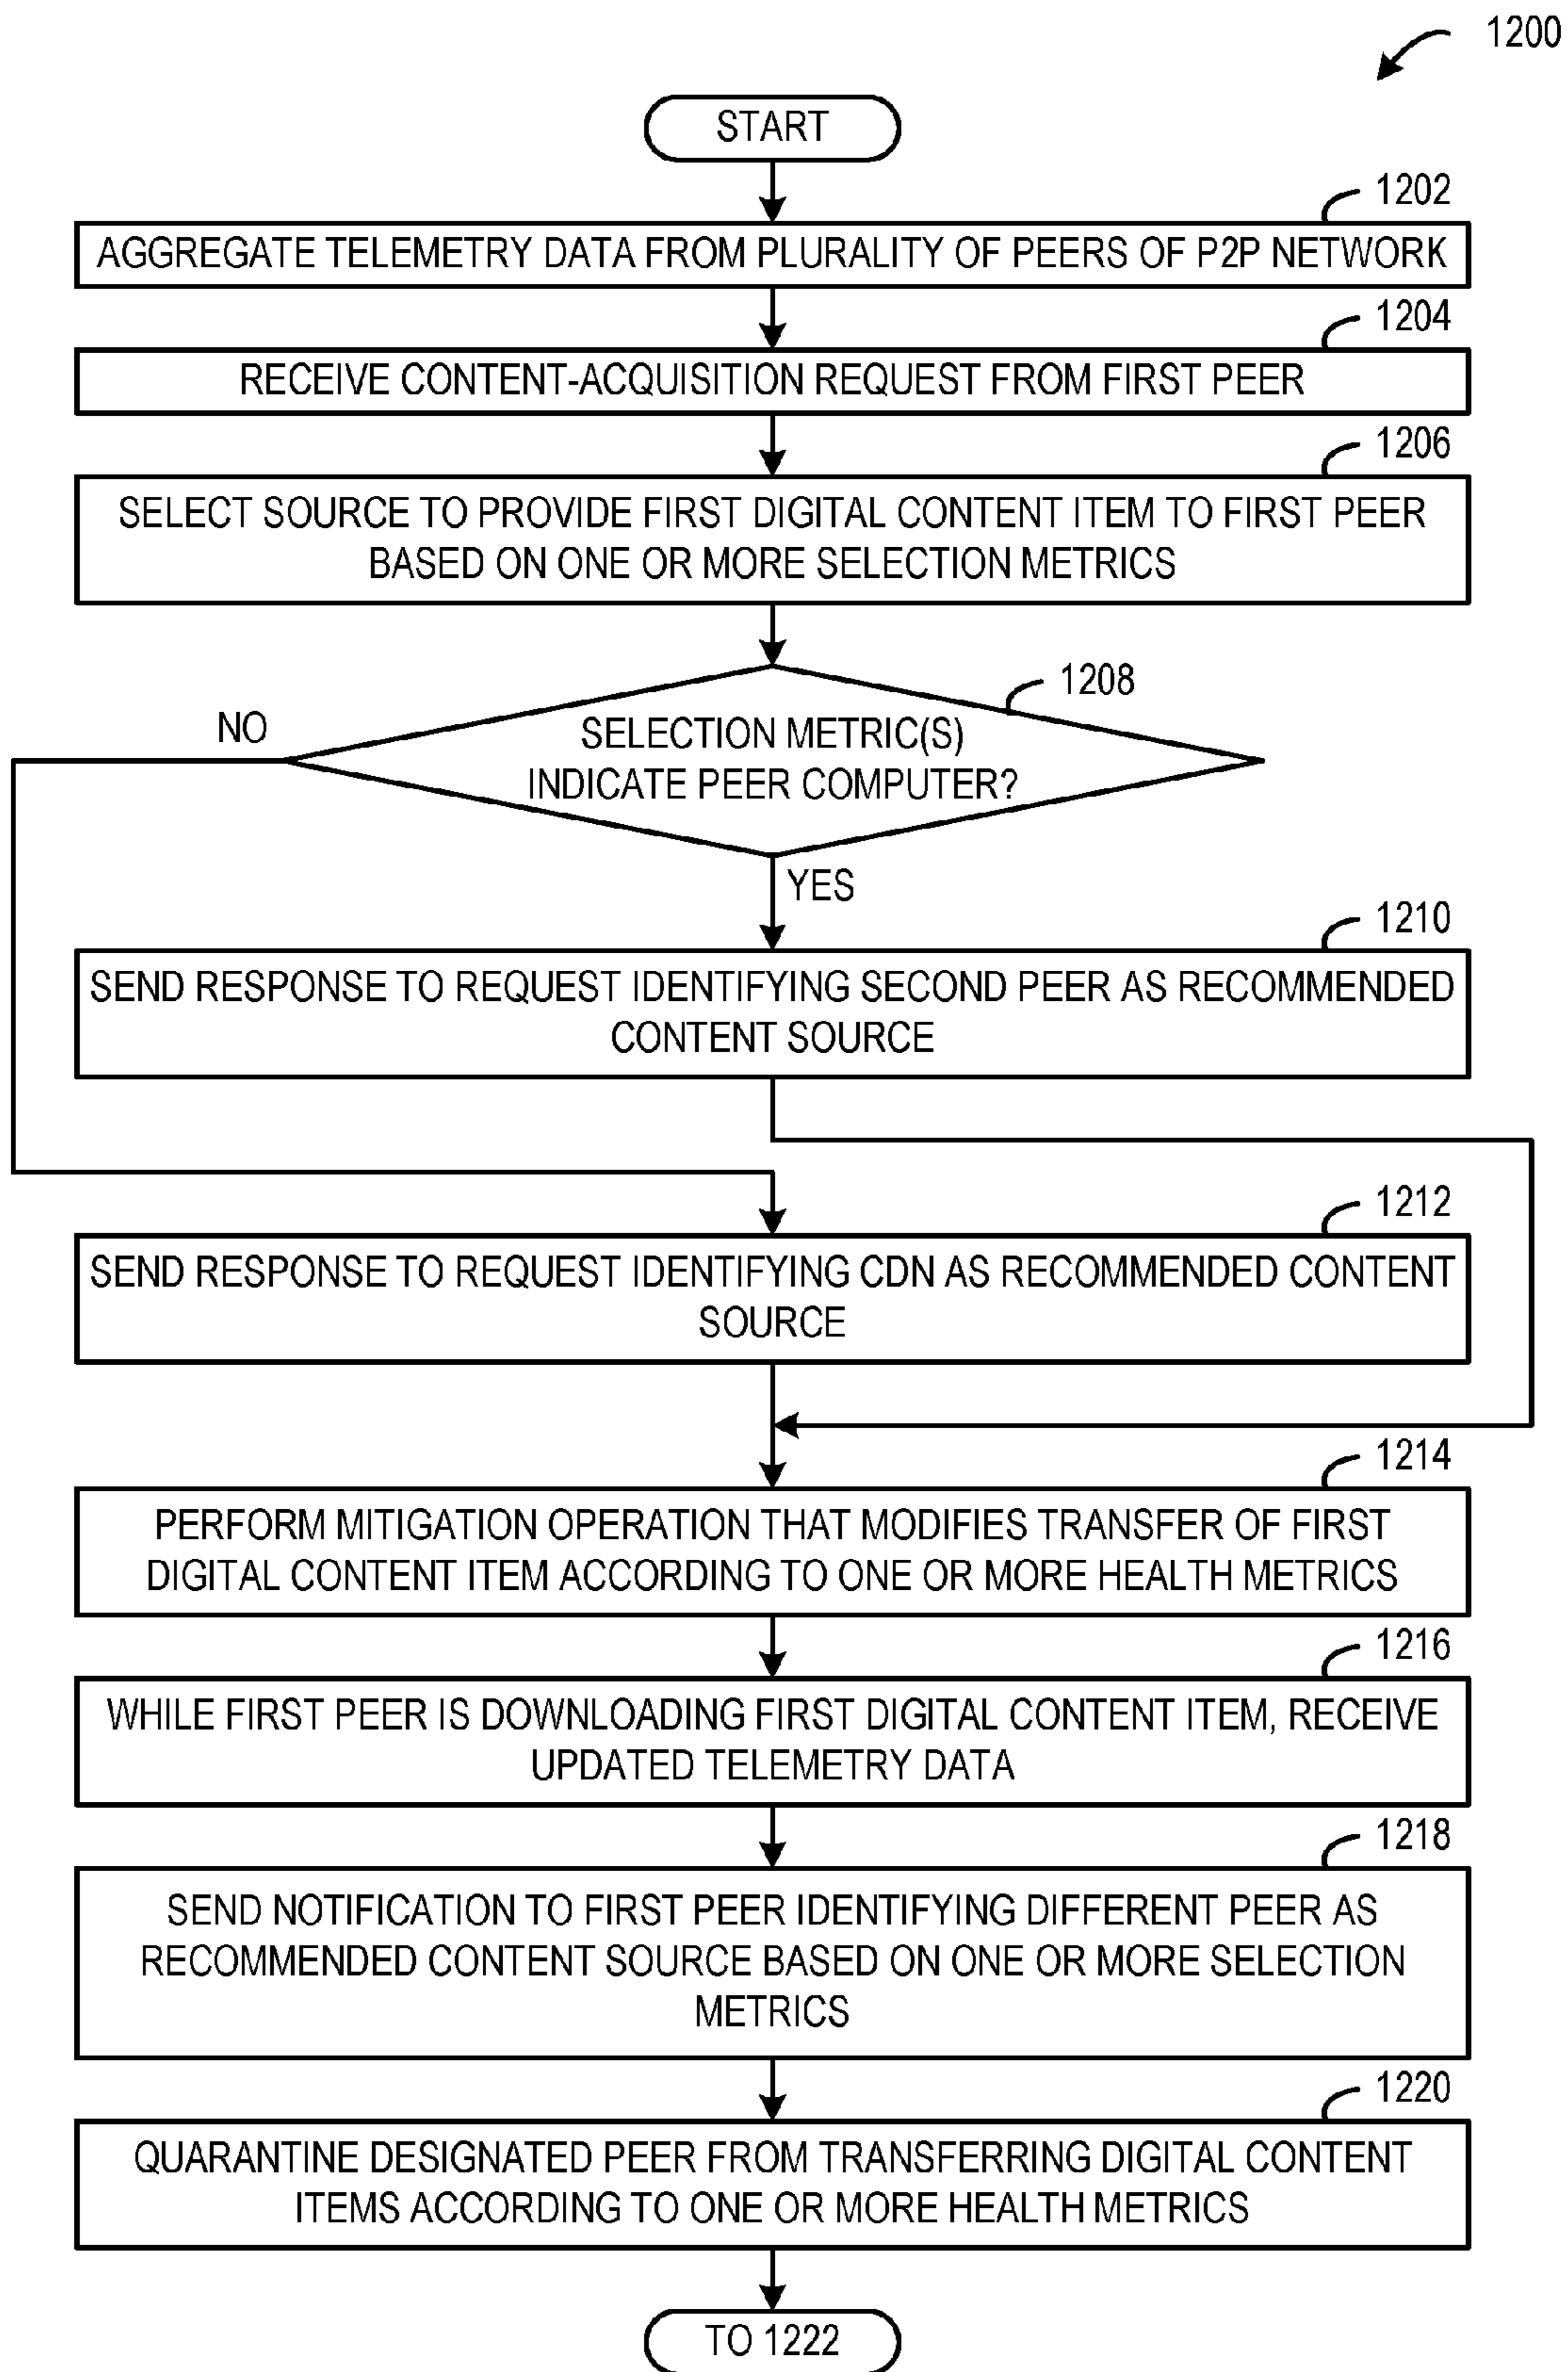 1200
START
1202
AGGREGATE TELEMETRY DATA FROM PLURALITY OF PEERS OF P2P NETWORK
1204
RECEIVE CONTENT-ACQUISITION REQUEST FROM FIRST PEER
1206
SELECT SOURCE TO PROVIDE FIRST DIGITAL CONTENT ITEM TO FIRST PEER
BASED ON ONE OR MORE SELECTION METRICS
1208
NO
SELECTION METRIC(S)
INDICATE PEER COMPUTER?
YES
1210
SEND RESPONSE TO REQUEST IDENTIFYING SECOND PEER AS RECOMMENDED
CONTENT SOURCE
1212
SEND RESPONSE TO REQUEST IDENTIFYING CDN AS RECOMMENDED CONTENT
SOURCE
1214
PERFORM MITIGATION OPERATION THAT MODIFIES TRANSFER OF FIRST
DIGITAL CONTENT ITEM ACCORDING TO ONE OR MORE HEALTH METRICS
1216
WHILE FIRST PEER IS DOWNLOADING FIRST DIGITAL CONTENT ITEM, RECEIVE
UPDATED TELEMETRY DATA
1218
SEND NOTIFICATION TO FIRST PEER IDENTIFYING DIFFERENT PEER AS
RECOMMENDED CONTENT SOURCE BASED ON ONE OR MORE SELECTION
METRICS
1220
QUARANTINE DESIGNATED PEER FROM TRANSFERRING DIGITAL CONTENT
ITEMS ACCORDING TO ONE OR MORE HEALTH METRICS
TO 1222